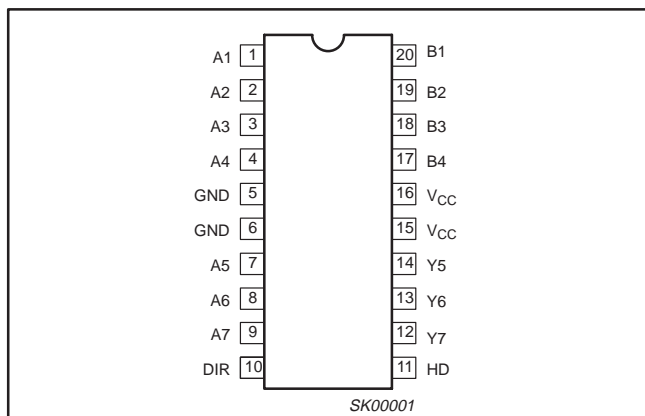 A1 1 20 B1
A2 2 19 B2
A3 3 18 B3
A4 4 17 B4
GND 5 16 VCC
GND 6 15 VCC
A5 7 14 Y5
A6 8 13 Y6
A7 9 12 Y7
DIR 10 11 HD
SK00001